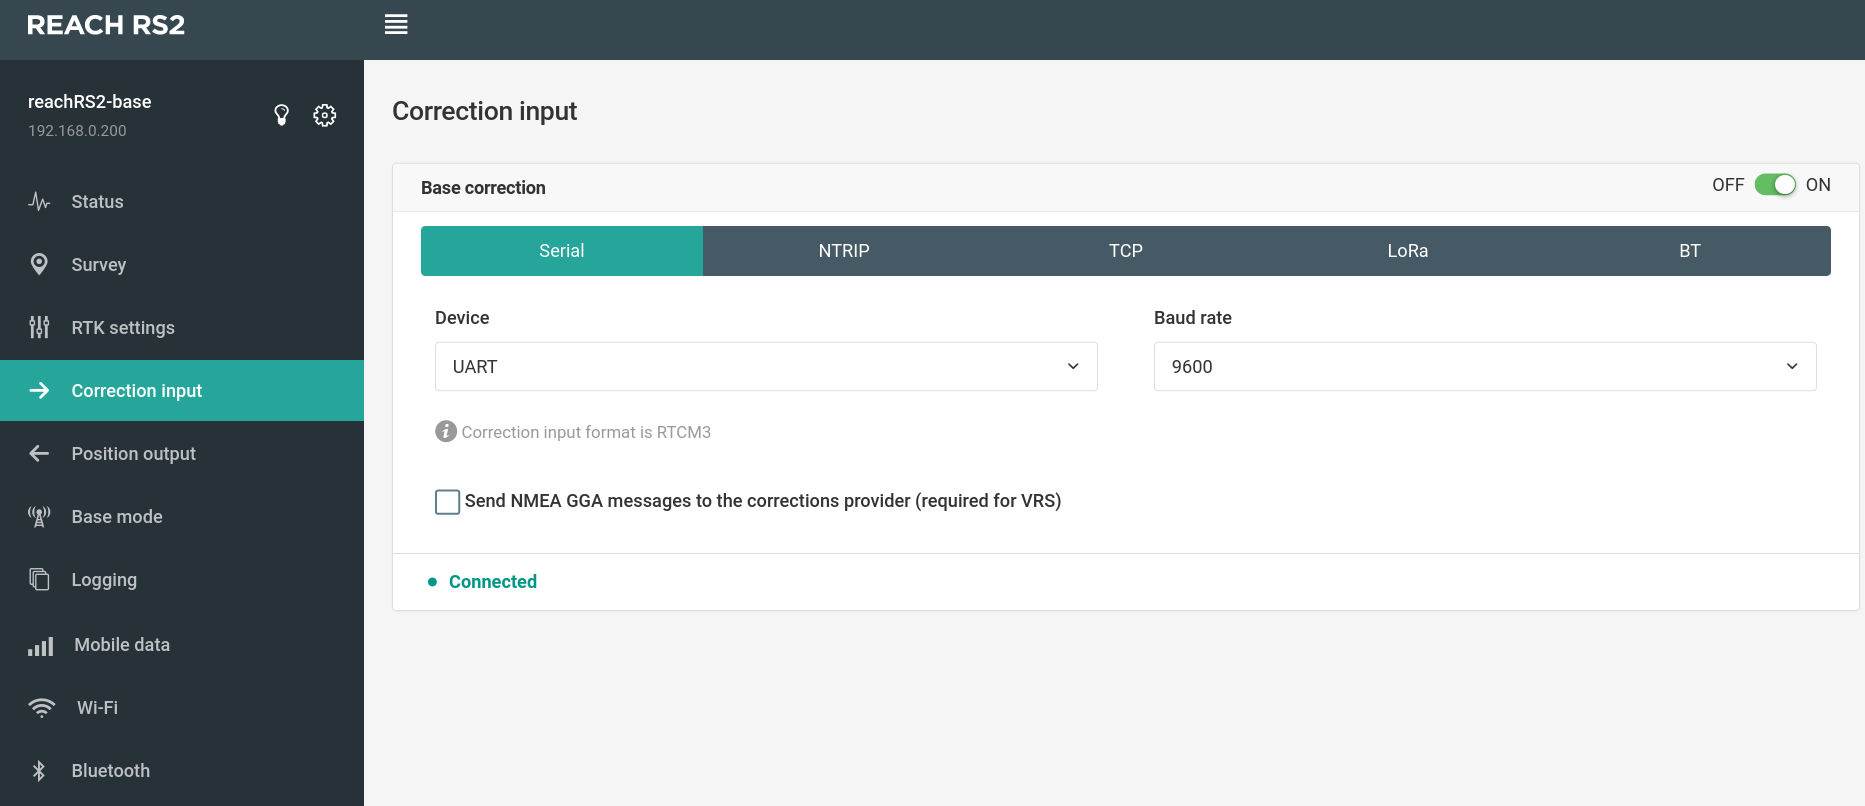 REACH RS2
reachRS2-base
192.168.0.200
Status
Survey
RTK settings
Correction input
Position output
Base mode
Logging
Mobile data
Wi-Fi
Bluetooth
Correction input
Base correction
OFF ON
Serial NTRIP TCP LoRa BT
Device Baud rate
UART 9600
Correction input format is RTCM3
Send NMEA GGA messages to the corrections provider (required for VRS)
Connected